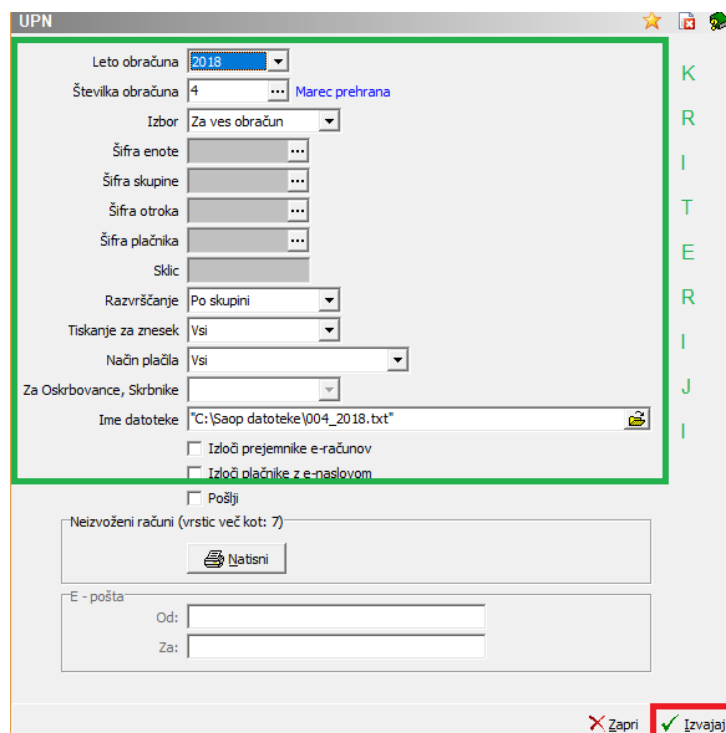 UPN
Leto obračuna 2018
Številka obračuna 4 ... Marec prehrana
Izbor Za ves obračun
Šifra enote ...
Šifra skupine ...
Šifra otroka ...
Šifra plačnika ...
Sklic
Razvrščanje Po skupini
Tiskanje za znesek Vsi
Način plačila Vsi
Za Oskrbovance, Skrbnike
Ime datoteke "C:\Saop datoteke\004_2018.txt"
Izloči prejemnike e-računov
Izloči plačnike z e-naslovom
Pošlji
K
R
I
T
E
R
I
J
I
Neizvoženi računi (vrstic več kot: 7)
Natisni
E - pošta
Od:
Za:
Zapri Izvajaj